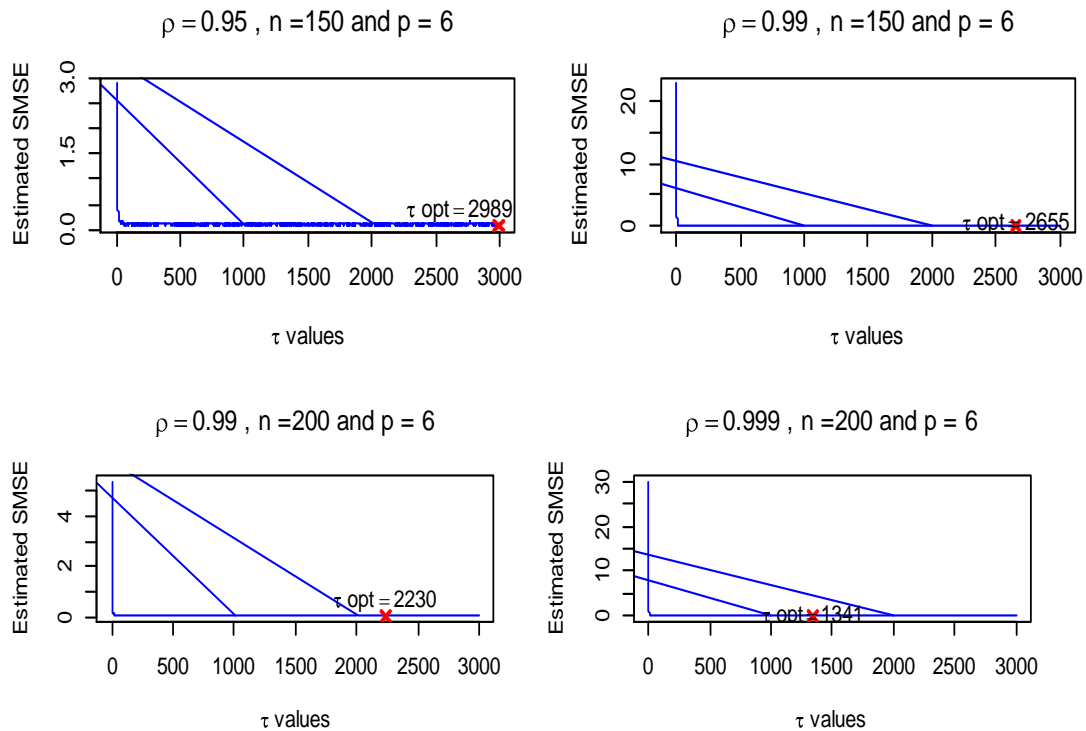 ρ = 0.95 , n =150 and p = 6
Estimated SMSE
3.0
1.5
0.0
τ opt = 2989
0 500 1000 1500 2000 2500 3000
τ values
ρ = 0.99 , n =150 and p = 6
Estimated SMSE
20
10
0
τ opt = 2655
0 500 1000 1500 2000 2500 3000
τ values
ρ = 0.99 , n =200 and p = 6
Estimated SMSE
4
2
0
τ opt = 2230
0 500 1000 1500 2000 2500 3000
τ values
ρ = 0.999 , n =200 and p = 6
Estimated SMSE
30
20
10
0
τ opt = 1341
0 500 1000 1500 2000 2500 3000
τ values